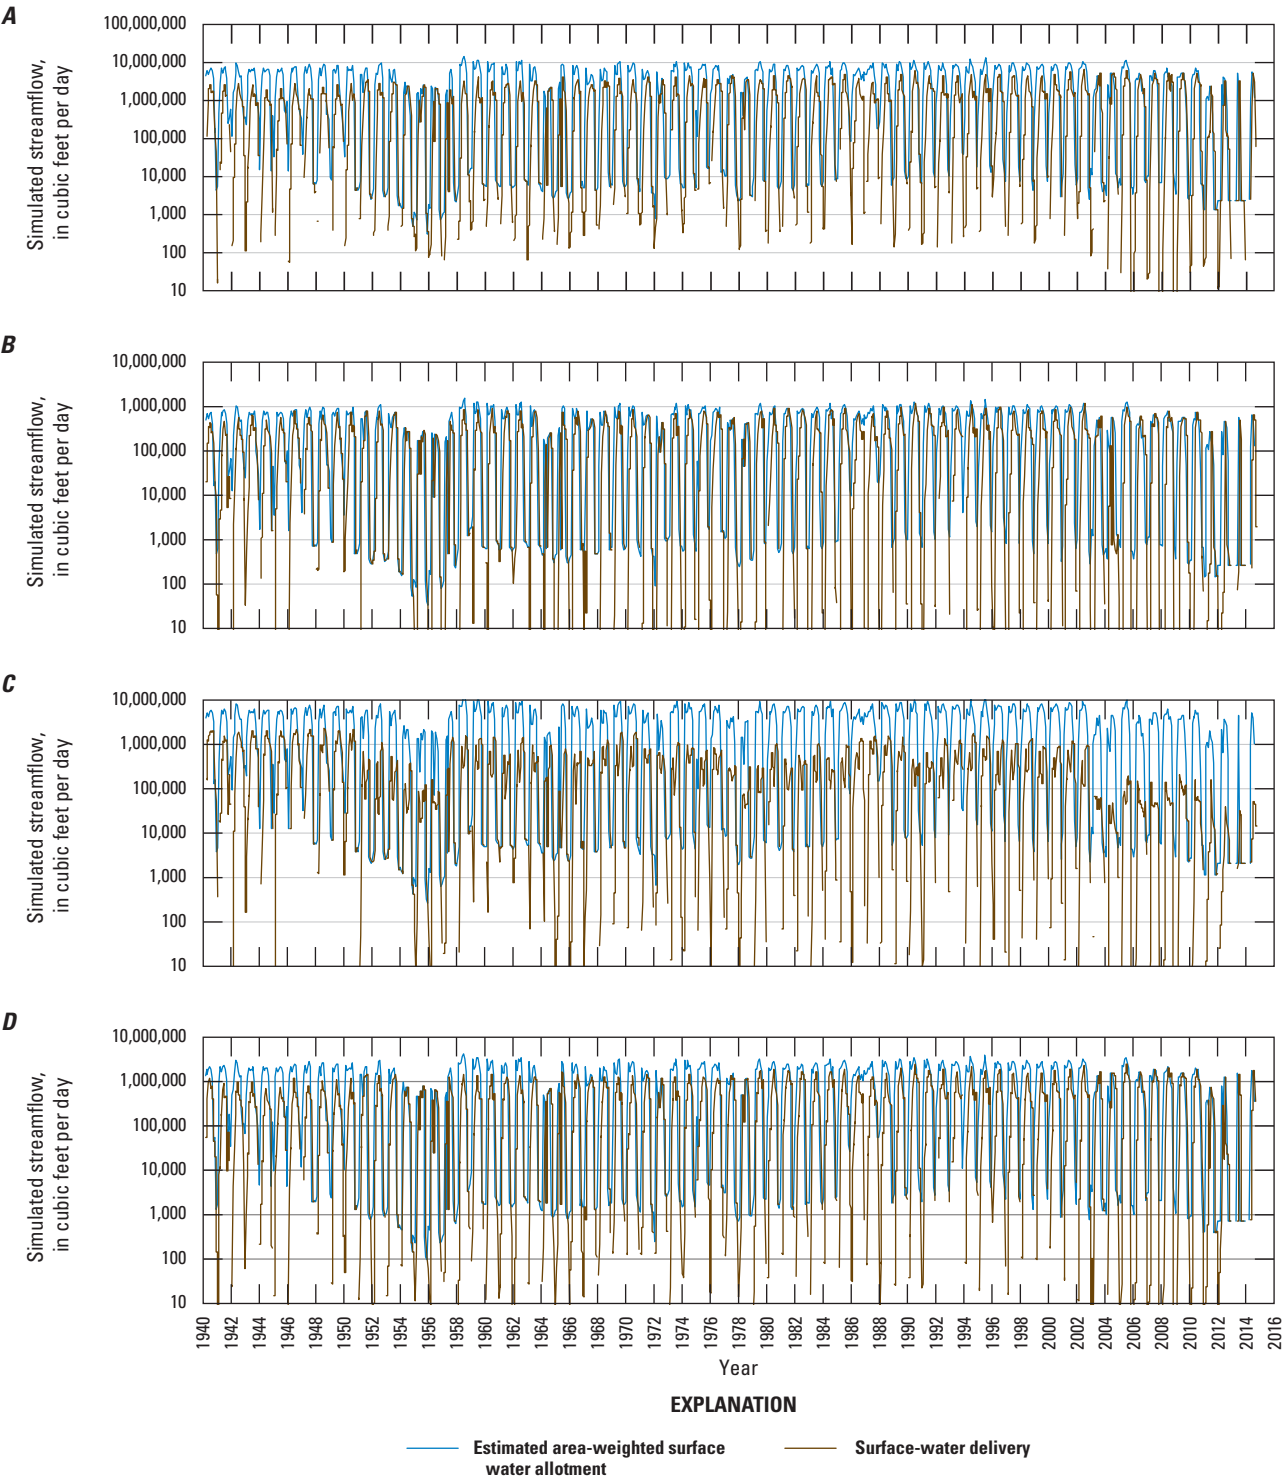 A
Simulated streamflow,
in cubic feet per day
100,000,000
10,000,000
1,000,000
100,000
10,000
1,000
100
10
B
Simulated streamflow,
in cubic feet per day
10,000,000
1,000,000
100,000
10,000
1,000
100
10
C
Simulated streamflow,
in cubic feet per day
10,000,000
1,000,000
100,000
10,000
1,000
100
10
D
Simulated streamflow,
in cubic feet per day
10,000,000
1,000,000
100,000
10,000
1,000
100
10
1940 1942 1944 1946 1948 1950 1952 1954 1956 1958 1960 1962 1964 1966 1968 1970 1972 1974 1976 1978 1980 1982 1984 1986 1988 1990 1992 1994 1996 1998 2000 2002 2004 2006 2008 2010 2012 2014 2016
Year
EXPLANATION
Estimated area-weighted surface
water allotment
Surface-water delivery